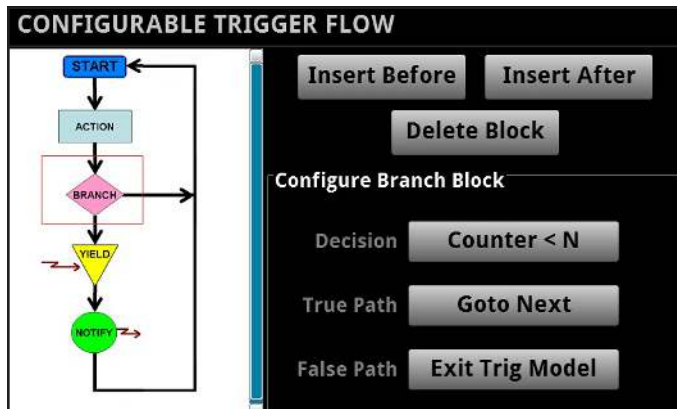 CONFIGURABLE TRIGGER FLOW
START
ACTION
BRANCH
YIELD
NOTIFY
Insert Before
Insert After
Delete Block
Configure Branch Block
Decision
Counter < N
True Path
Goto Next
False Path
Exit Trig Model